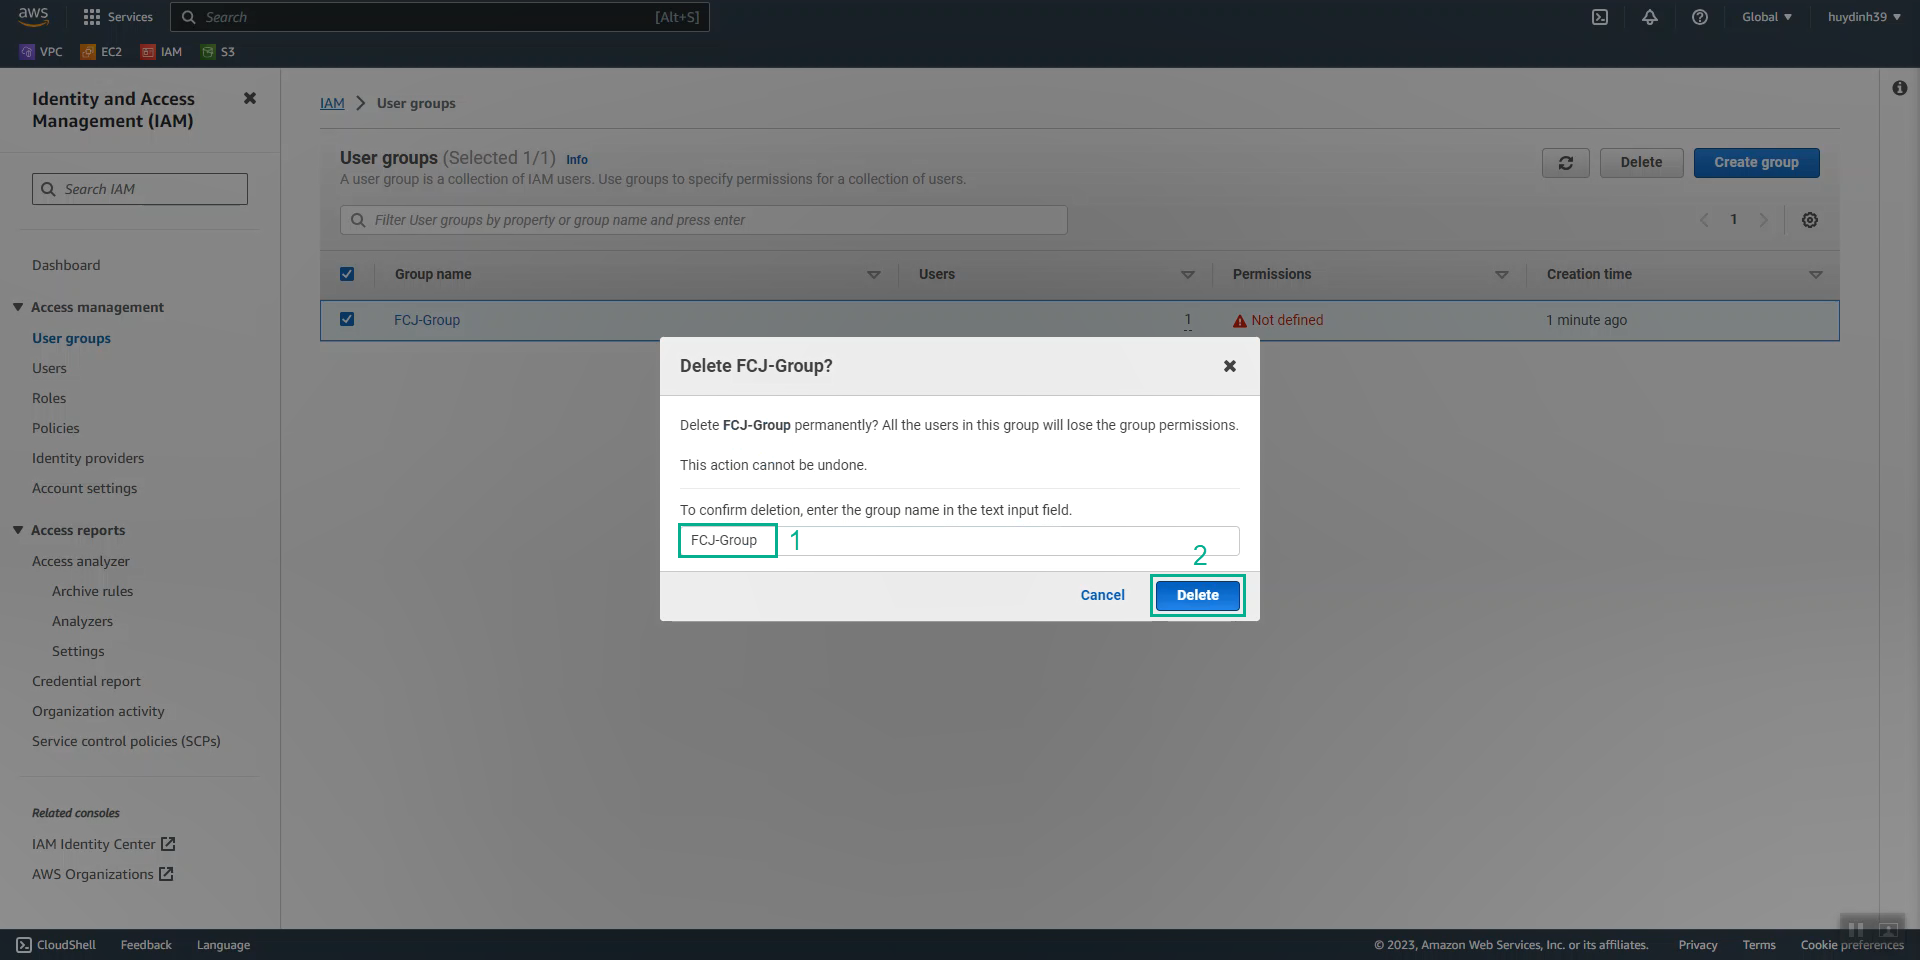 aws
Services
Search
[Alt+S]
Global
huydinh39
VPC
EC2
IAM
S3
Identity and Access
Management (IAM)
Search IAM
Dashboard
Access management
User groups
Users
Roles
Policies
Identity providers
Account settings
Access reports
Access analyzer
Archive rules
Analyzers
Settings
Credential report
Organization activity
Service control policies (SCPs)
Related consoles
IAM Identity Center
AWS Organizations
IAM > User groups
User groups (Selected 1/1) Info
A user group is a collection of IAM users. Use groups to specify permissions for a collection of users.
Delete
Create group
Filter User groups by property or group name and press enter
1
Group name
Users
Permissions
Creation time
FCJ-Group
1
Not defined
1 minute ago
Delete FCJ-Group?
Delete FCJ-Group permanently? All the users in this group will lose the group permissions.
This action cannot be undone.
To confirm deletion, enter the group name in the text input field.
FCJ-Group
1
2
Cancel
Delete
CloudShell
Feedback
Language
© 2023, Amazon Web Services, Inc. or its affiliates.
Privacy
Terms
Cookie preferences